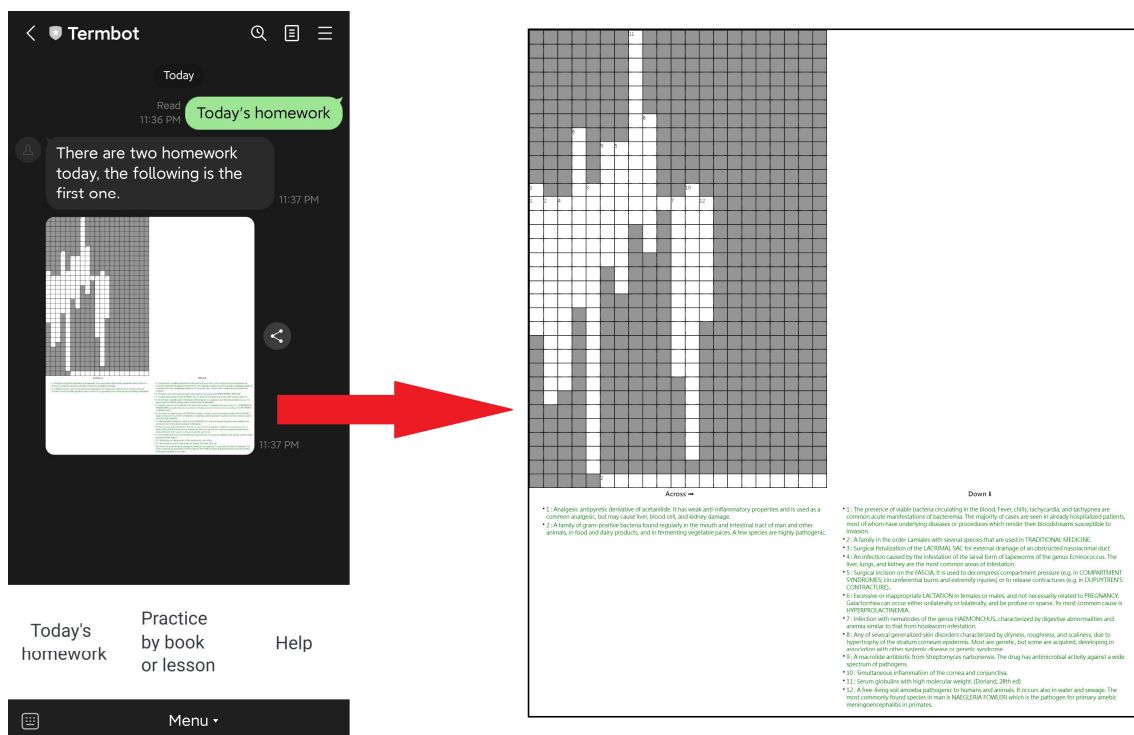 Termbot
Today
Read
11:36 PM
Today's homework
There are two homework
today, the following is the
first one.
11:37 PM
11:37 PM
Today's
homework
Practice
by book
or lesson
Help
Menu
11
8
6
9 5
1 3 10
1 2 4 7 12
2
Across
• 1 : Analgesic antipyretic derivative of acetanilide. It has weak anti-inflammatory properties and is used as a
common analgesic, but may cause liver, blood cell, and kidney damage.
• 2 : A family of gram-positive bacteria found regularly in the mouth and intestinal tract of man and other
animals, in food and dairy products, and in fermenting vegetable juices. A few species are highly pathogenic.
Down
• 1 : The presence of viable bacteria circulating in the blood. Fever, chills, tachycardia, and tachypnea are
common acute manifestations of bacteremia. The majority of cases are seen in already hospitalized patients,
most of whom have underlying diseases or procedures which render their bloodstreams susceptible to
invasion.
• 2 : A family in the order Lamiales with several species that are used in TRADITIONAL MEDICINE.
• 3 : Surgical fistulization of the LACRIMAL SAC for external drainage of an obstructed nasolacrimal duct.
• 4 : An infection caused by the infestation of the larval form of tapeworms of the genus Echinococcus. The
liver, lungs, and kidney are the most common areas of infestation.
• 5 : Surgical incision on the FASCIA. It is used to decompress compartment pressure (e.g. in COMPARTMENT
SYNDROMES; circumferential burns and extremity injuries) or to release contractures (e.g. in DUPUYTREN'S
CONTRACTURE)..
• 6 : Excessive or inappropriate LACTATION in females or males, and not necessarily related to PREGNANCY.
Galactorrhea can occur either unilaterally or bilaterally, and be profuse or sparse. Its most common cause is
HYPERPROLACTINEMIA.
• 7 : Infection with nematodes of the genus HAEMONCHUS, characterized by digestive abnormalities and
anemia similar to that from hookworm infestation.
• 8 : Any of several generalized skin disorders characterized by dryness, roughness, and scaliness, due to
hypertrophy of the stratum corneum epidermis. Most are genetic, but some are acquired, developing in
association with other systemic disease or genetic syndrome.
• 9 : A macrolide antibiotic from Streptomyces narbonensis. The drug has antimicrobial activity against a wide
spectrum of pathogens.
• 10 : Simultaneous inflammation of the cornea and conjunctiva.
• 11 : Serum globulins with high molecular weight. (Dorland, 28th ed)
• 12 : A free-living soil amoeba pathogenic to humans and animals. It occurs also in water and sewage. The
most commonly found species in man is NAEGLERIA FOWLERI which is the pathogen for primary amebic
meningoencephalitis in primates.